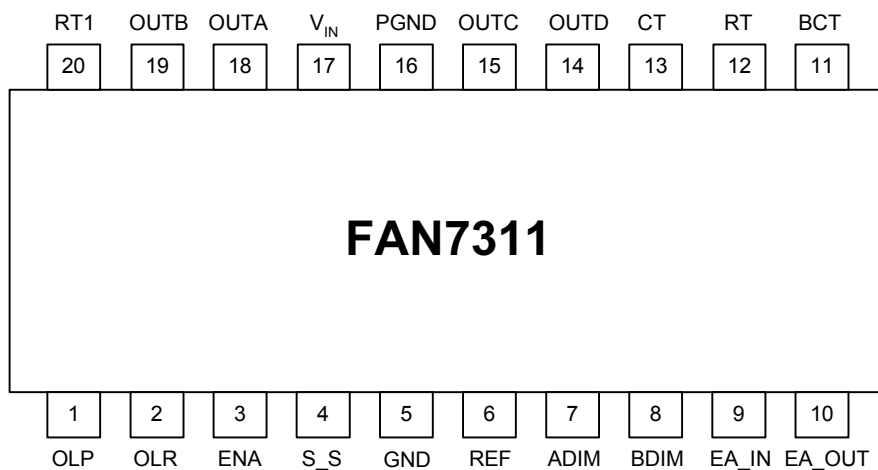 RT1 OUTB OUTA VIN PGND OUTC OUTD CT RT BCT
20 19 18 17 16 15 14 13 12 11
FAN7311
1 2 3 4 5 6 7 8 9 10
OLP OLR ENA S_S GND REF ADIM BDIM EA_IN EA_OUT